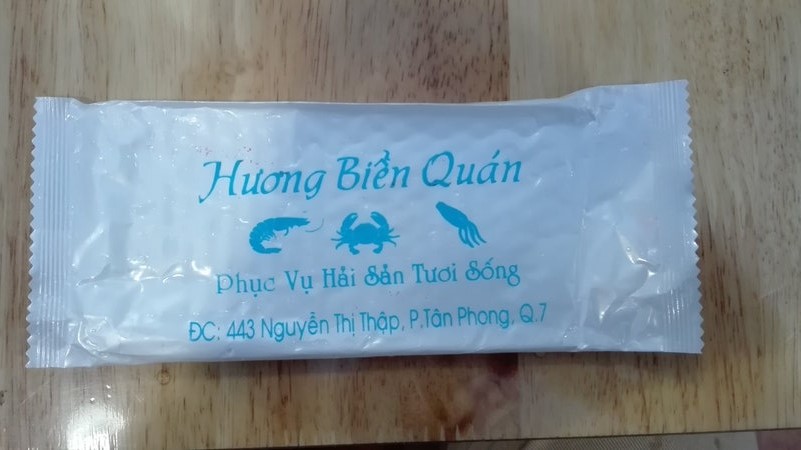 Hương Biển Quán
Phục Vụ Hải Sản Tươi Sống
ĐC: 443 Nguyễn Thị Thập, P.Tân Phong, Q.7